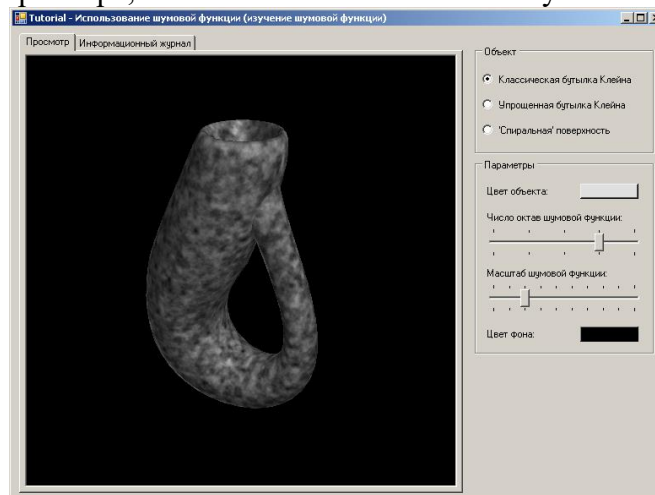 Tutorial - Использование шумовой функции (изучение шумовой функции)
Просмотр
Информационный журнал
Объект
Классическая бутылка Клейна
Упрощенная бутылка Клейна
'Спиральная' поверхность
Параметры
Цвет объекта:
Число октав шумовой функции:
Масштаб шумовой функции:
Цвет фона: